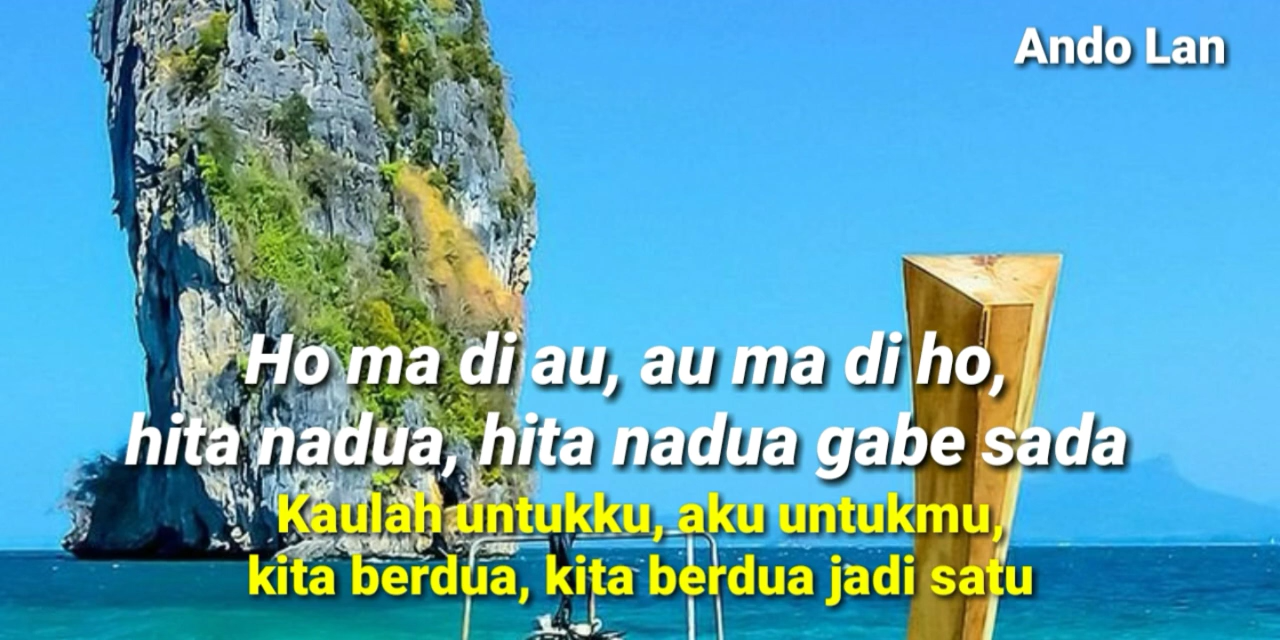 Ando Lan
Ho ma di au, au ma di ho,
hita nadua, hita nadua gabe sada
Kaulah untukku, aku untukmu,
kita berdua, kita berdua jadi satu